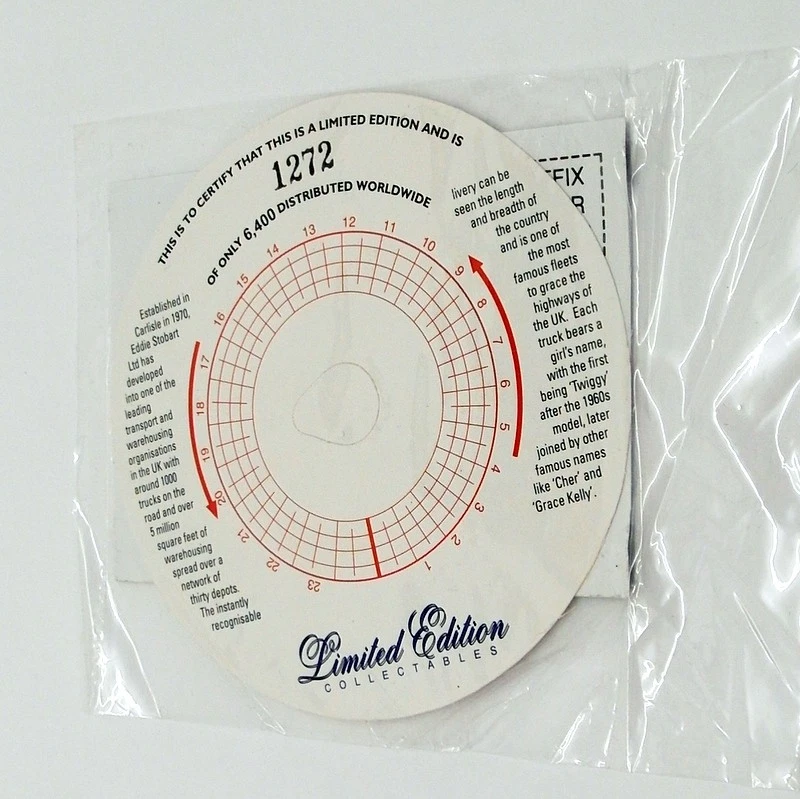 THIS IS TO CERTIFY THAT THIS IS A LIMITED EDITION AND IS
1272
OF ONLY 6,400 DISTRIBUTED WORLDWIDE
Established in
Carlisle in 1970,
Eddie Stobart
Ltd has
developed
into one of the
leading
transport and
warehousing
organisations
in the UK with
around 1000
trucks on the
road and over
5 million
square feet of
warehousing
spread over a
network of
thirty depots.
The instantly
recognisable
livery can be
seen the length
and breadth of
the country
and is one of
the most
famous fleets
to grace the
highways of
the UK. Each
truck bears a
girl's name,
with the first
being 'Twiggy'
after the 1960s
model, later
joined by other
famous names
like 'Cher' and
'Grace Kelly'.
1
2
3
4
5
6
7
8
9
10
11
12
13
14
15
16
17
18
19
20
21
22
23
Limited Edition
COLLECTABLES